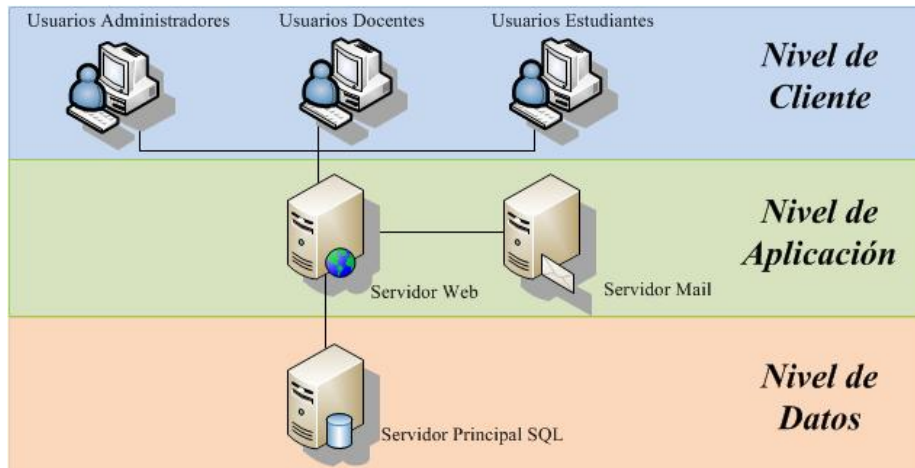 Usuarios Administradores
Usuarios Docentes
Usuarios Estudiantes
Nivel de
Cliente
Nivel de
Aplicación
Servidor Web
Servidor Mail
Nivel de
Datos
Servidor Principal SQL